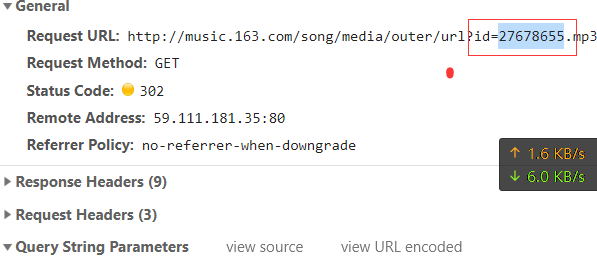 General
Request URL: http://music.163.com/song/media/outer/url?id=27678655.mp3
Request Method: GET
Status Code: 302
Remote Address: 59.111.181.35:80
Referrer Policy: no-referrer-when-downgrade
↑ 1.6 KB/s
↓ 6.0 KB/s
Response Headers (9)
Request Headers (3)
Query String Parameters view source view URL encoded